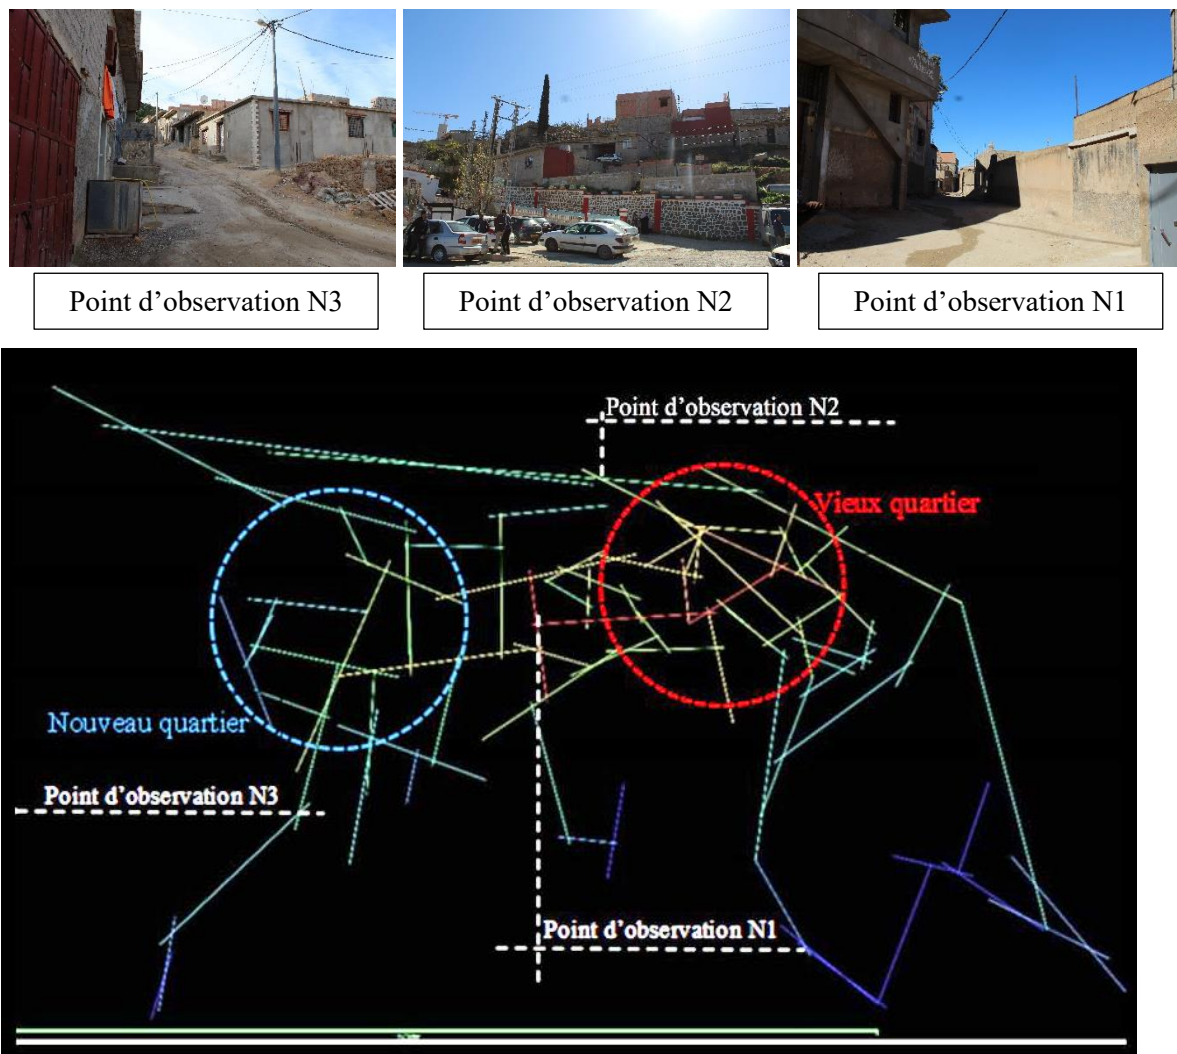 Point d’observation N3
Point d’observation N2
Point d’observation N1
Point d’observation N2
Vieux quartier
Nouveau quartier
Point d’observation N3
Point d’observation N1